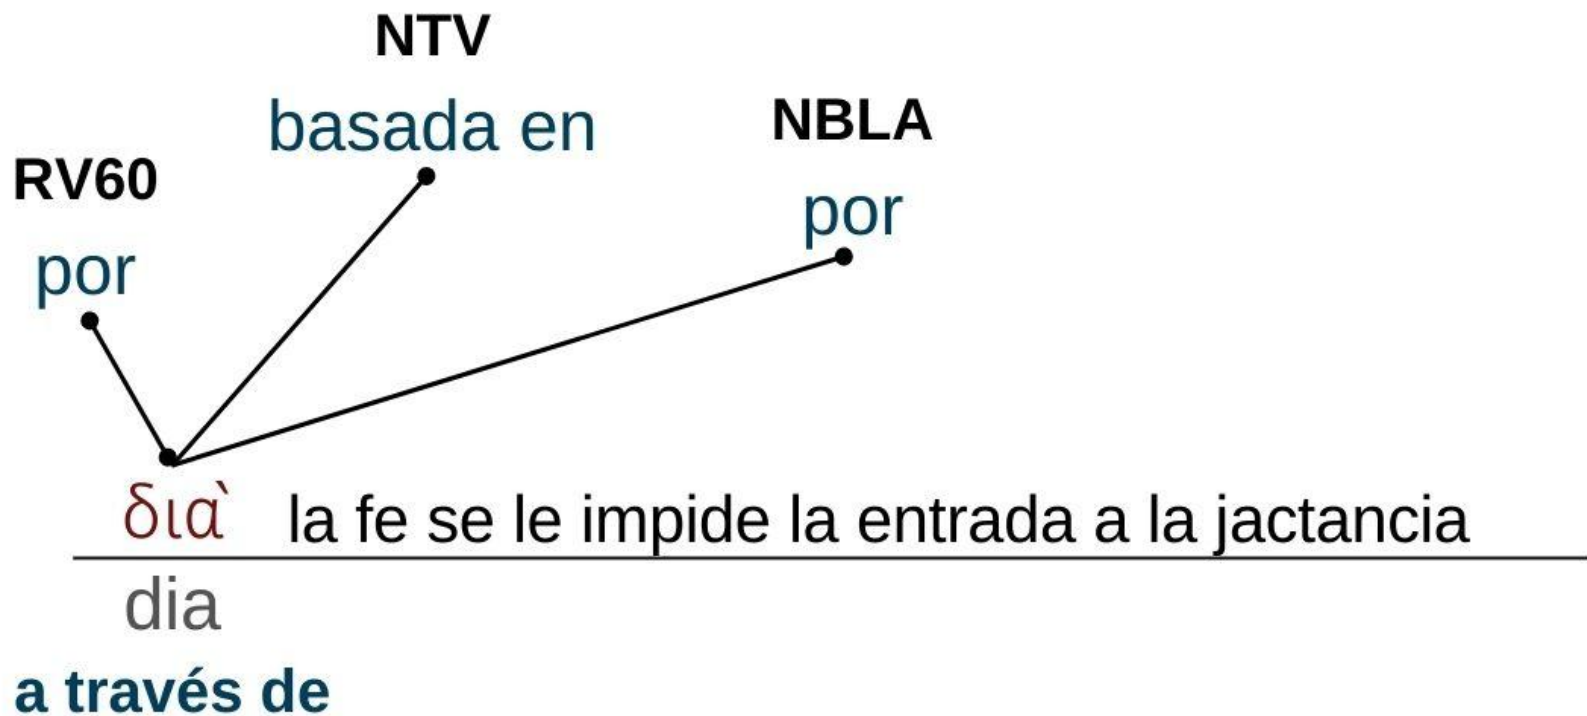 NTV
basada en
NBLA
por
RV60
por
διὰ la fe se le impide la entrada a la jactancia
dia
a través de